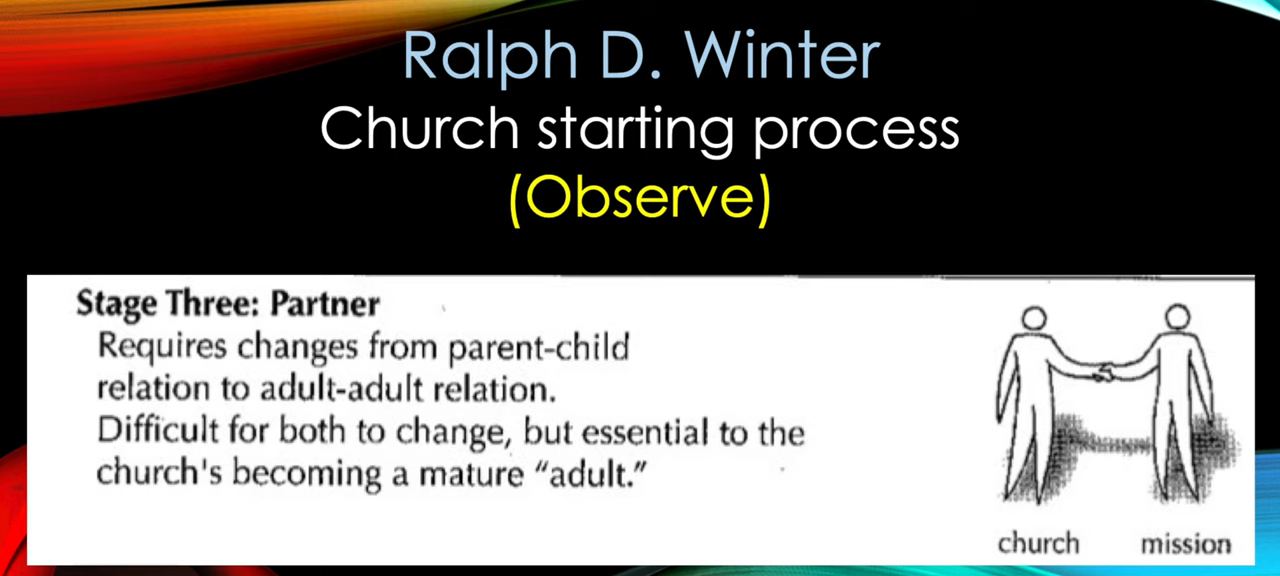 Ralph D. Winter
Church starting process
(Observe)
Stage Three: Partner
Requires changes from parent-child
relation to adult-adult relation.
Difficult for both to change, but essential to the
church's becoming a mature “adult.”
church mission